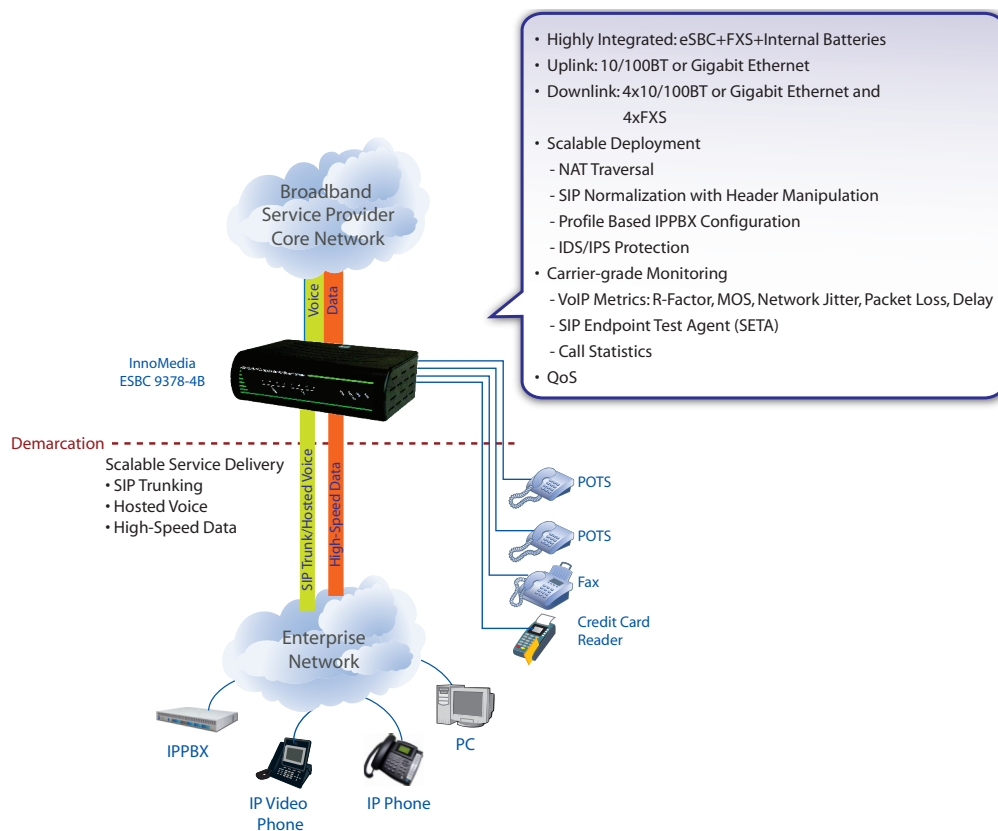 • Highly Integrated: eSBC+FXS+Internal Batteries
• Uplink: 10/100BT or Gigabit Ethernet
• Downlink: 4x10/100BT or Gigabit Ethernet and
4xFXS
• Scalable Deployment
- NAT Traversal
- SIP Normalization with Header Manipulation
- Profile Based IPPBX Configuration
- IDS/IPS Protection
• Carrier-grade Monitoring
- VoIP Metrics: R-Factor, MOS, Network Jitter, Packet Loss, Delay
- SIP Endpoint Test Agent (SETA)
- Call Statistics
• QoS
Broadband
Service Provider
Core Network
Voice
Data
InnoMedia
ESBC 9378-4B
Demarcation
Scalable Service Delivery
• SIP Trunking
• Hosted Voice
• High-Speed Data
SIP Trunk/Hosted Voice
High-Speed Data
POTS
POTS
Fax
Credit Card
Reader
Enterprise
Network
IPPBX
IP Video
Phone
IP Phone
PC